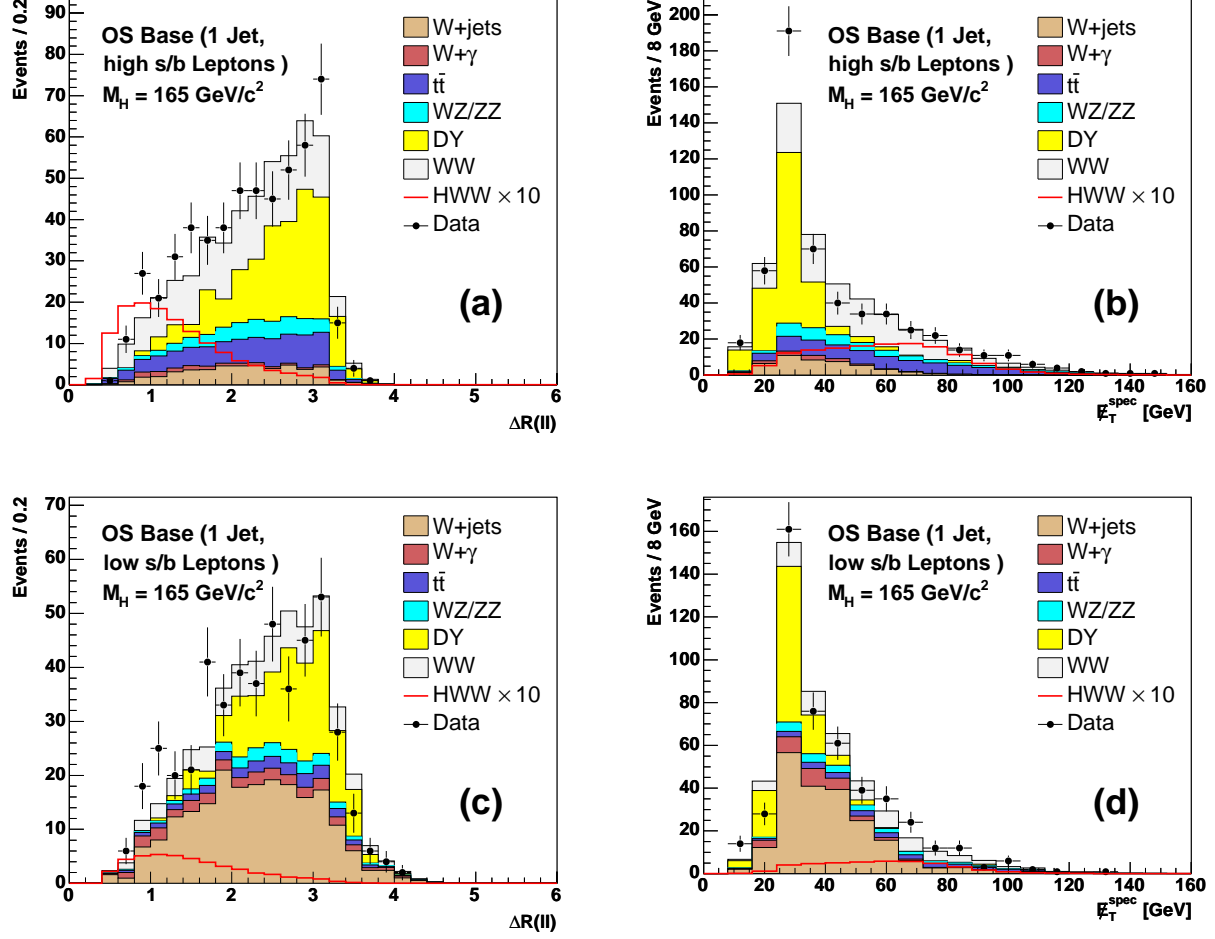 Events / 0.2
90
80
70
60
50
40
30
20
10
0
0 1 2 3 4 5 6
ΔR(ll)
OS Base (1 Jet,
high s/b Leptons )
M_H = 165 GeV/c²
W+jets
W+γ
tt̄
WZ/ZZ
DY
WW
HWW × 10
Data
(a)
Events / 8 GeV
200
180
160
140
120
100
80
60
40
20
0
0 20 40 60 80 100 120 140 160
E̸_T^spec [GeV]
OS Base (1 Jet,
high s/b Leptons )
M_H = 165 GeV/c²
W+jets
W+γ
tt̄
WZ/ZZ
DY
WW
HWW × 10
Data
(b)
Events / 0.2
70
60
50
40
30
20
10
0
0 1 2 3 4 5 6
ΔR(ll)
OS Base (1 Jet,
low s/b Leptons )
M_H = 165 GeV/c²
W+jets
W+γ
tt̄
WZ/ZZ
DY
WW
HWW × 10
Data
(c)
Events / 8 GeV
160
140
120
100
80
60
40
20
0
0 20 40 60 80 100 120 140 160
E̸_T^spec [GeV]
OS Base (1 Jet,
low s/b Leptons )
M_H = 165 GeV/c²
W+jets
W+γ
tt̄
WZ/ZZ
DY
WW
HWW × 10
Data
(d)